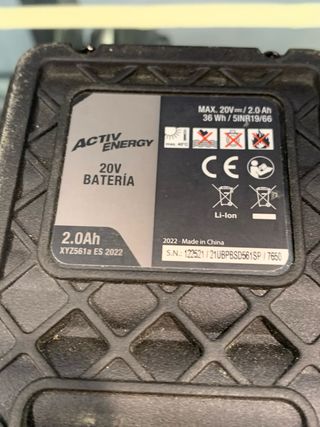 ACTIV ENERGY
20V
BATERÍA
2.0Ah
XYZ561a ES 2022
MAX. 20V⎓/ 2.0 Ah
36 Wh / 5INR19/66
max. 40°C
CE
Li-Ion
2022 - Made in China
S.N.: 122521 / 21UBPBSD561SP / 7650